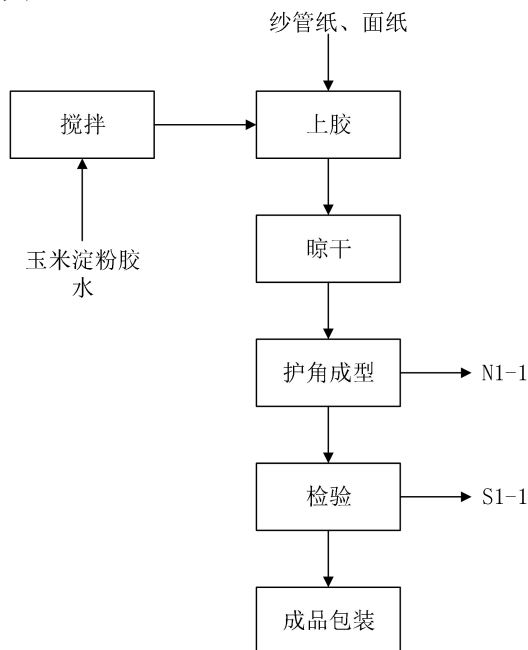 纱管纸、面纸
搅拌
上胶
玉米淀粉胶
水
晾干
护角成型
N1-1
检验
S1-1
成品包装